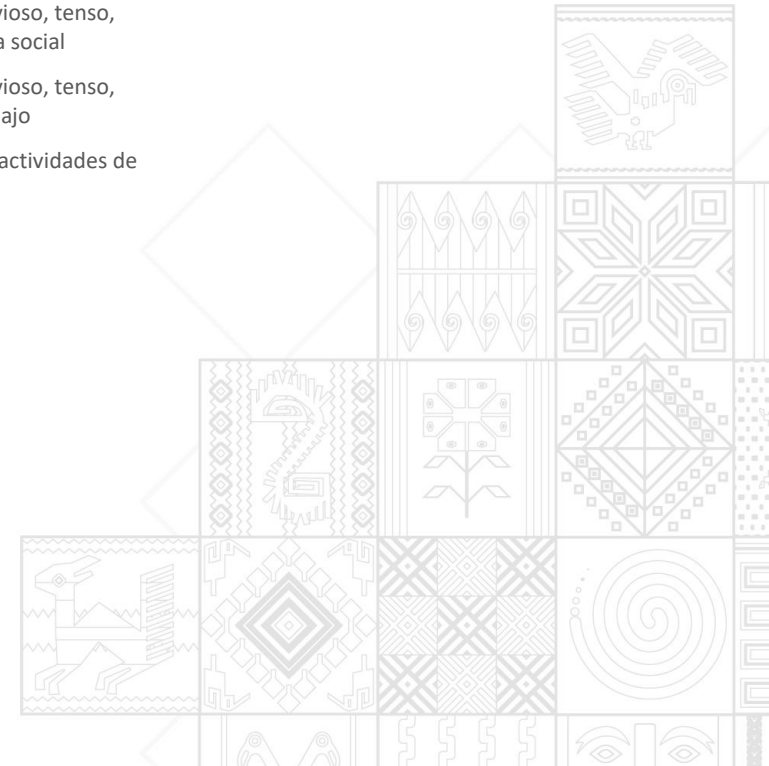 vioso, tenso,
a social
vioso, tenso,
ajo
actividades de